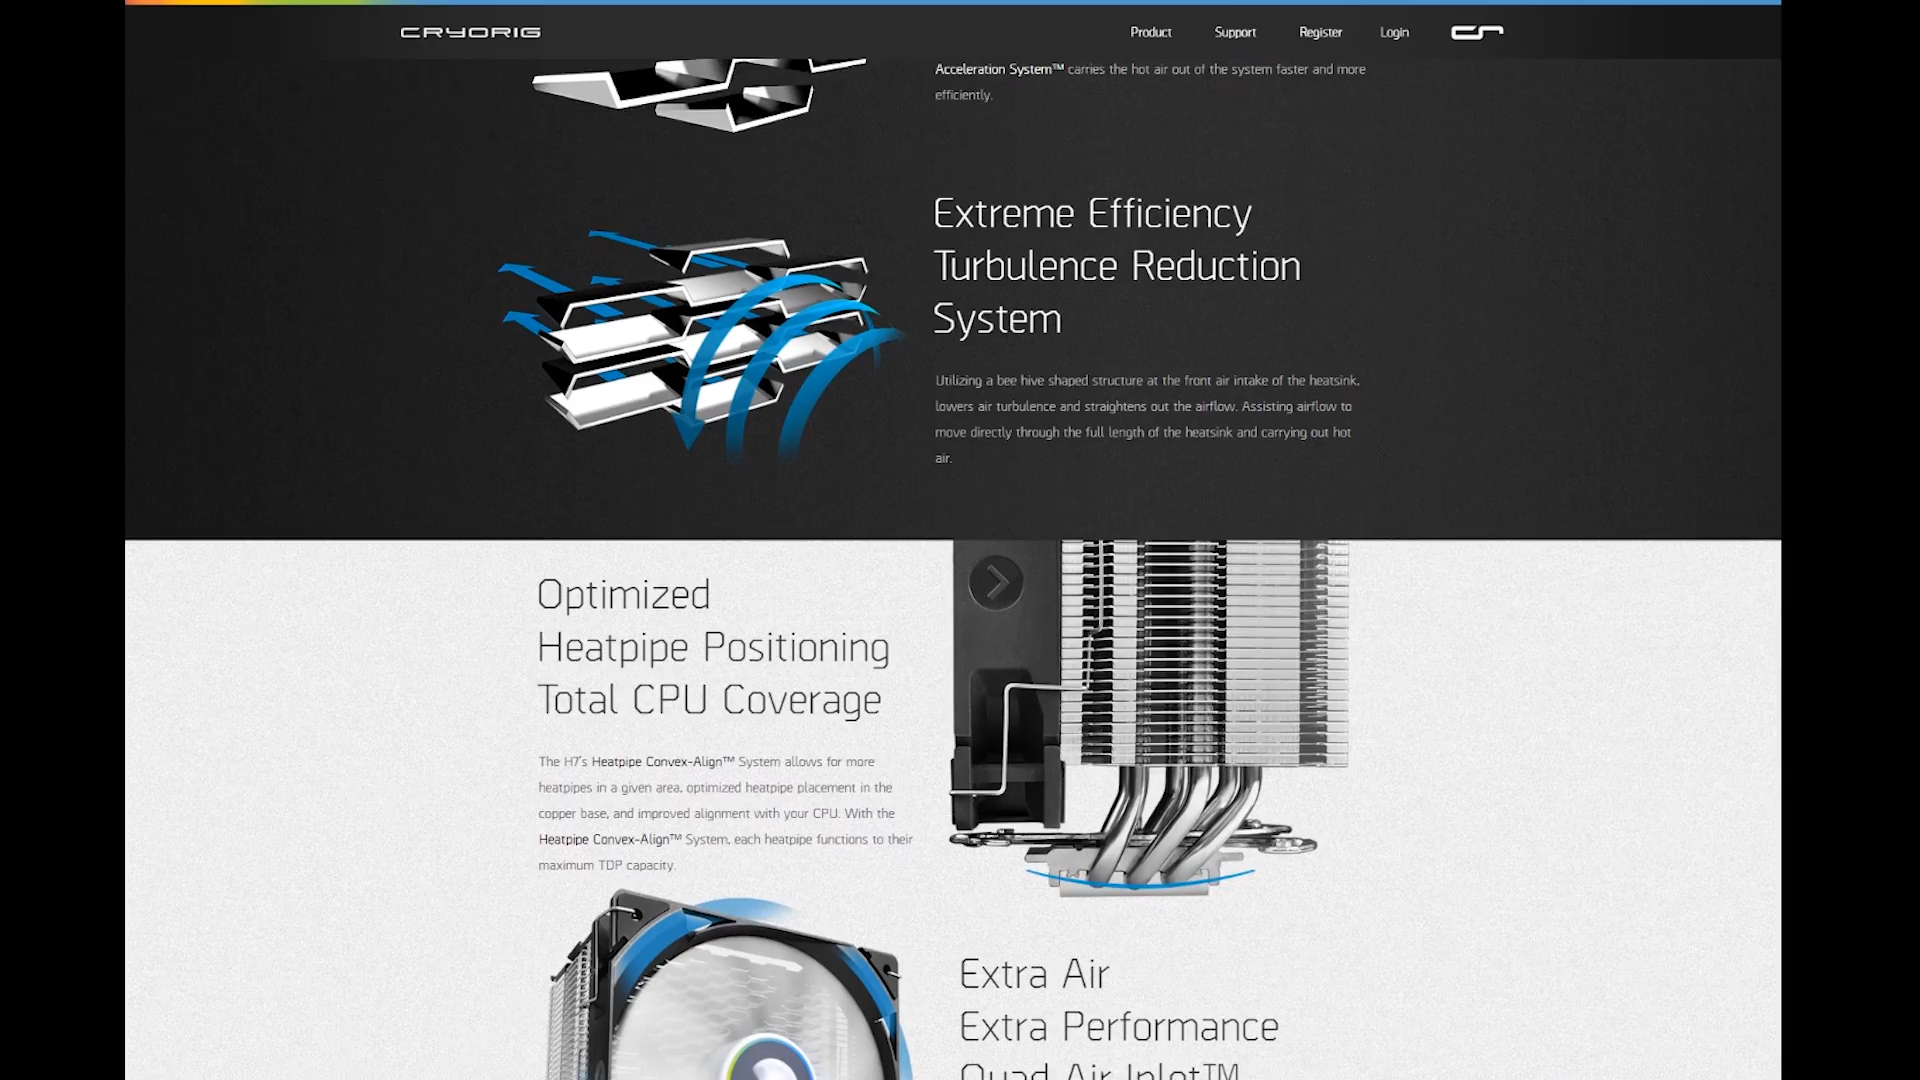 CRYORIG
Product
Support
Register
Login
Acceleration System™ carries the hot air out of the system faster and more
efficiently.
Extreme Efficiency
Turbulence Reduction
System
Utilizing a bee hive shaped structure at the front air intake of the heatsink,
lowers air turbulence and straightens out the airflow. Assisting airflow to
move directly through the full length of the heatsink and carrying out hot
air.
Optimized
Heatpipe Positioning
Total CPU Coverage
The H7's Heatpipe Convex-Align™ System allows for more
heatpipes in a given area, optimized heatpipe placement in the
copper base, and improved alignment with your CPU. With the
Heatpipe Convex-Align™ System, each heatpipe functions to their
maximum TDP capacity.
Extra Air
Extra Performance
Quad Air Inlet™